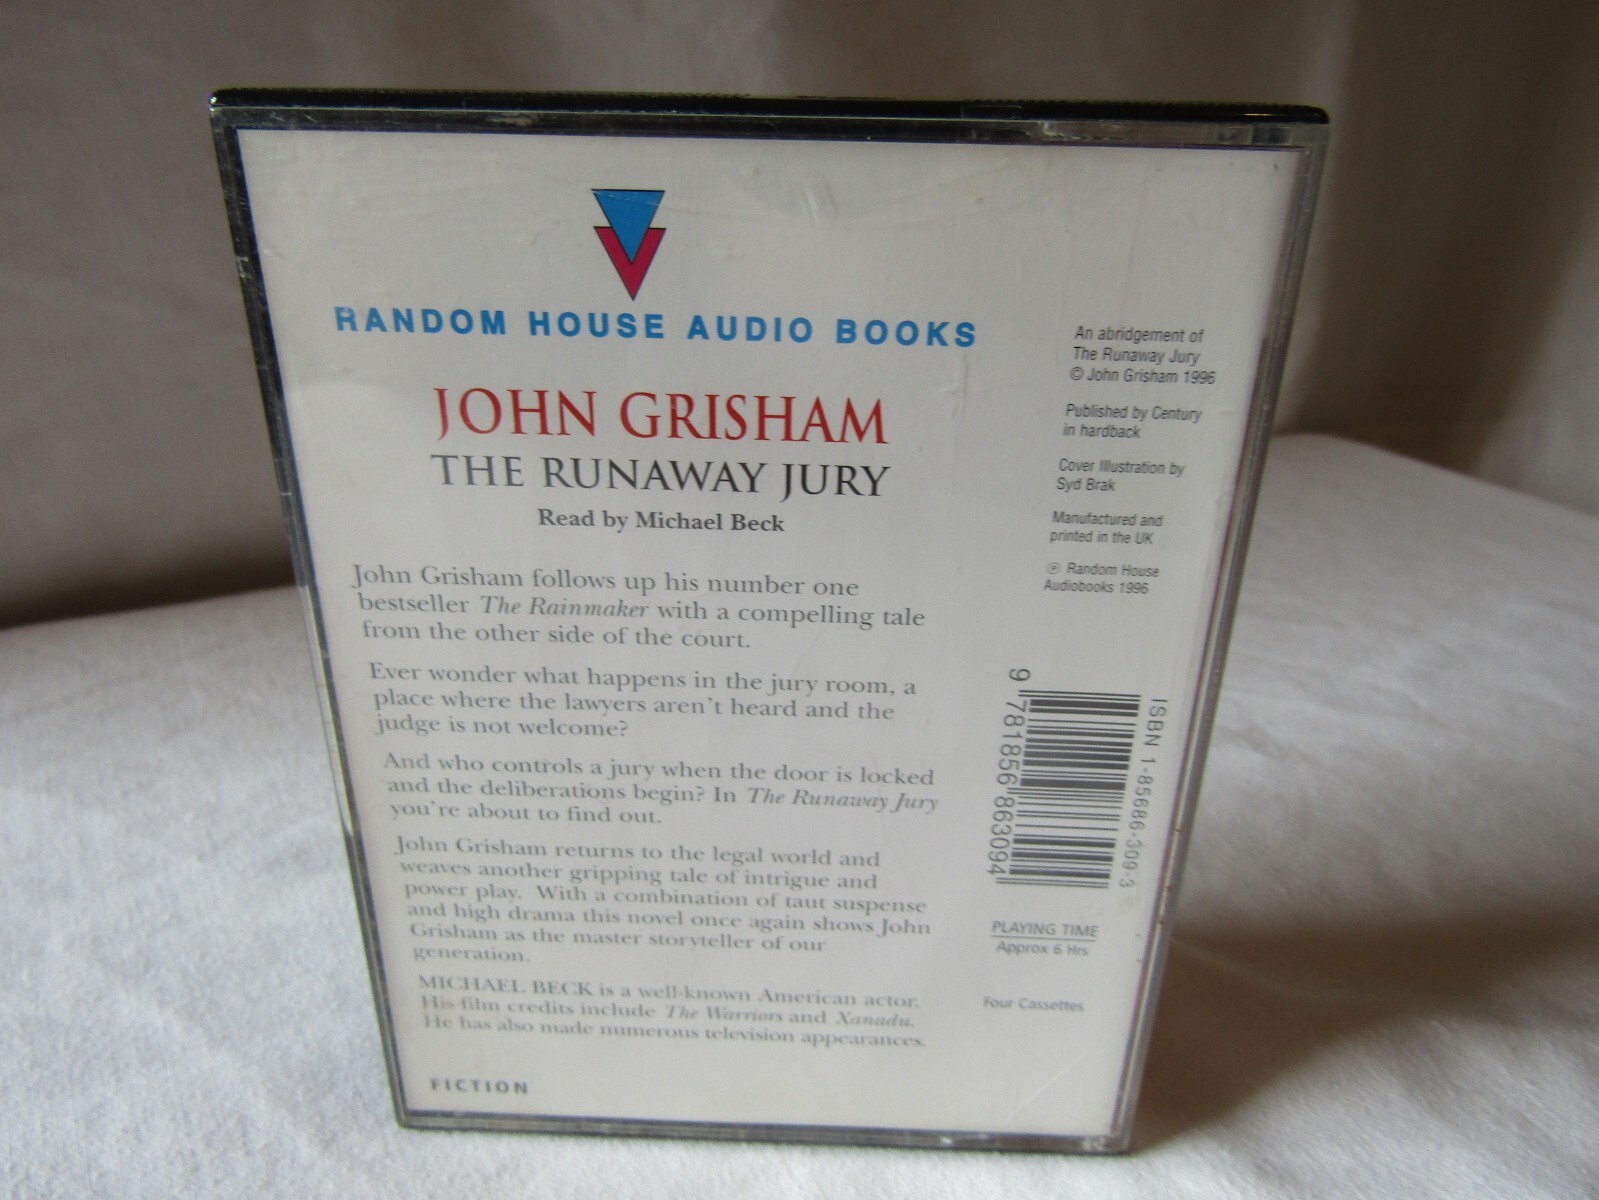 RANDOM HOUSE AUDIO BOOKS
JOHN GRISHAM
THE RUNAWAY JURY
Read by Michael Beck
John Grisham follows up his number one
bestseller The Rainmaker with a compelling tale
from the other side of the court.
Ever wonder what happens in the jury room, a
place where the lawyers aren't heard and the
judge is not welcome?
And who controls a jury when the door is locked
and the deliberations begin? In The Runaway Jury
you're about to find out.
John Grisham returns to the legal world and
weaves another gripping tale of intrigue and
power play. With a combination of taut suspense
and high drama this novel once again shows John
Grisham as the master storyteller of our
generation.
MICHAEL BECK is a well-known American actor.
His film credits include The Warriors and Xanadu.
He has also made numerous television appearances.
FICTION
An abridgement of
The Runaway Jury
© John Grisham 1996
Published by Century
in hardback
Cover Illustration by
Syd Brak
Manufactured and
printed in the UK
℗ Random House
Audiobooks 1996
ISBN 1-85686-309-3
9 781856 863094
PLAYING TIME
Approx 6 Hrs
Four Cassettes